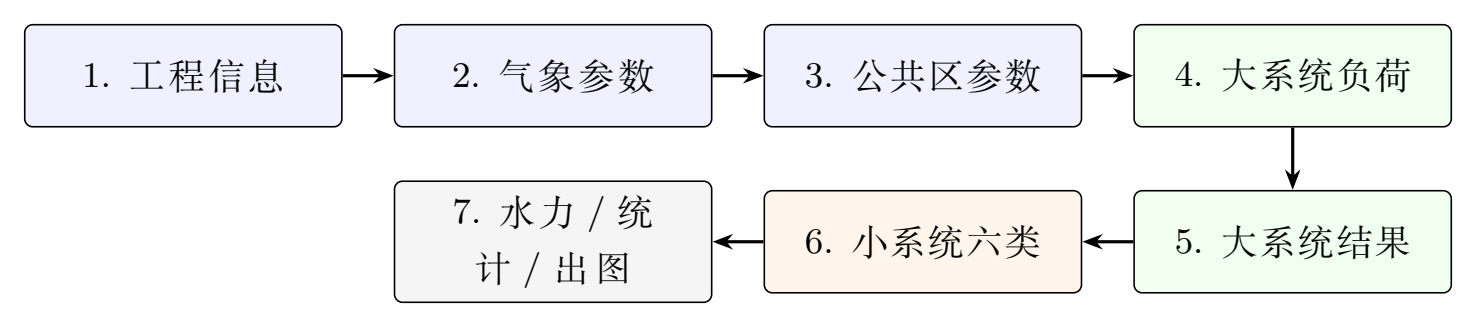 1. 工程信息
2. 气象参数
3. 公共区参数
4. 大系统负荷
5. 大系统结果
6. 小系统六类
7. 水力 / 统
计 / 出图